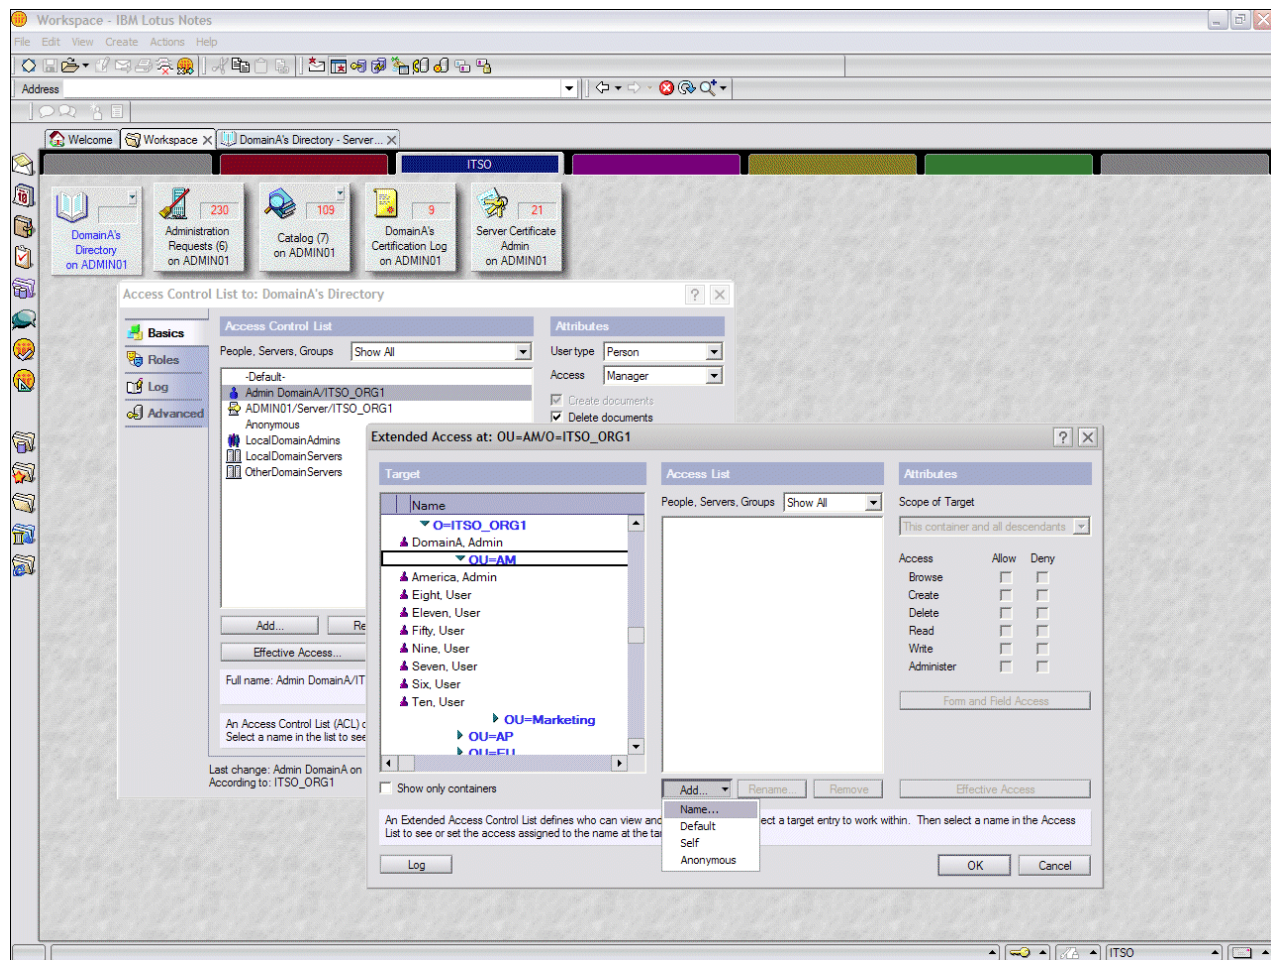 Workspace - IBM Lotus Notes
File Edit View Create Actions Help
Address
Welcome Workspace DomainA's Directory - Server...
ITSO
DomainA's
Directory
on ADMIN01
230
Administration
Requests (6)
on ADMIN01
109
Catalog (7)
on ADMIN01
9
DomainA's
Certification Log
on ADMIN01
21
Server Certificate
Admin
on ADMIN01
Access Control List to: DomainA's Directory
Basics
Roles
Log
Advanced
Access Control List
People, Servers, Groups Show All
-Default-
Admin DomainA/ITSO_ORG1
ADMIN01/Server/ITSO_ORG1
Anonymous
LocalDomainAdmins
LocalDomainServers
OtherDomainServers
Attributes
User type Person
Access Manager
Create documents
Delete documents
Add... Re
Effective Access...
Full name: Admin DomainA/IT
An Access Control List (ACL) d
Select a name in the list to see
Last change: Admin DomainA on
According to: ITSO_ORG1
Extended Access at: OU=AM/O=ITSO_ORG1
Target
Name
O=ITSO_ORG1
DomainA, Admin
OU=AM
America, Admin
Eight, User
Eleven, User
Fifty, User
Nine, User
Seven, User
Six, User
Ten, User
OU=Marketing
OU=AP
OU=EU
Show only containers
Access List
People, Servers, Groups Show All
Add... Rename... Remove
Name...
Default
Self
Anonymous
Attributes
Scope of Target
This container and all descendants
Access Allow Deny
Browse
Create
Delete
Read
Write
Administer
Form and Field Access
Effective Access
An Extended Access Control List defines who can view and ect a target entry to work within. Then select a name in the Access
List to see or set the access assigned to the name at the ta
Log OK Cancel
ITSO